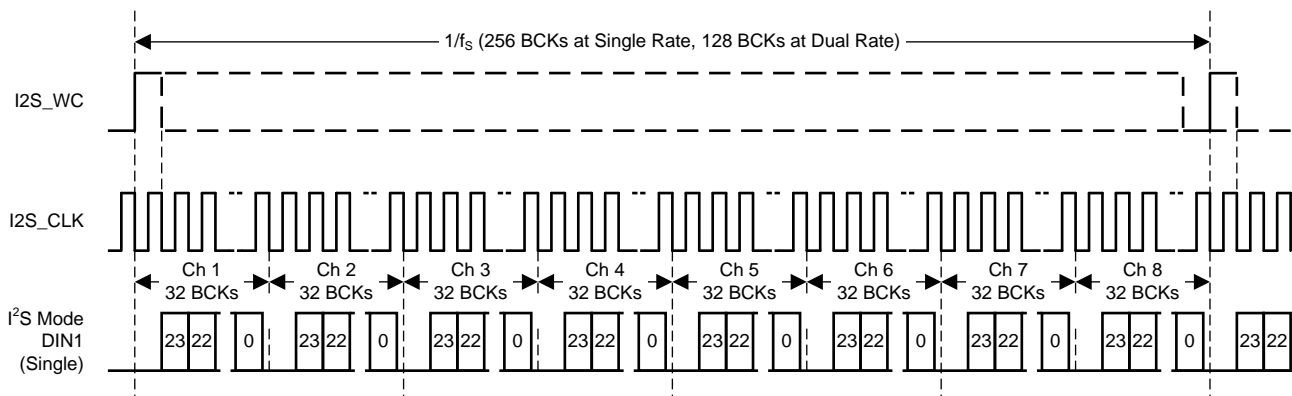 1/fS (256 BCKs at Single Rate, 128 BCKs at Dual Rate)
I2S_WC
I2S_CLK
Ch 1 Ch 2 Ch 3 Ch 4 Ch 5 Ch 6 Ch 7 Ch 8
32 BCKs 32 BCKs 32 BCKs 32 BCKs 32 BCKs 32 BCKs 32 BCKs 32 BCKs
I²S Mode
DIN1
(Single)
23 22 0 23 22 0 23 22 0 23 22 0 23 22 0 23 22 0 23 22 0 23 22 0 23 22